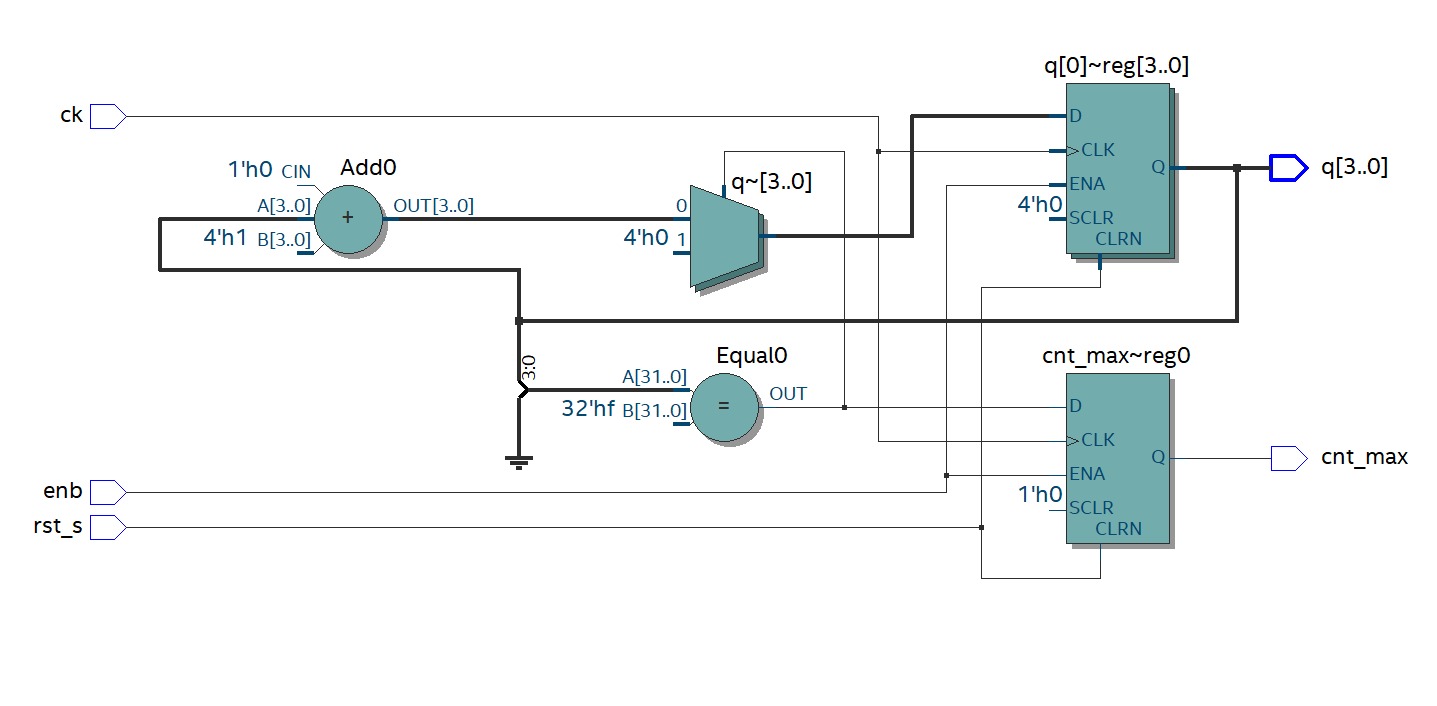 q[0]~reg[3..0]
ck
D
1'h0 CIN
Add0
CLK
q~[3..0]
Q
q[3..0]
ENA
A[3..0]
OUT[3..0]
0
4'h0
+
SCLR
4'h1 B[3..0]
4'h0 1
CLRN
Equal0
cnt_max~reg0
3:0
A[31..0]
OUT
D
32'hf B[31..0]
=
CLK
Q
cnt_max
ENA
enb
1'h0
SCLR
rst_s
CLRN